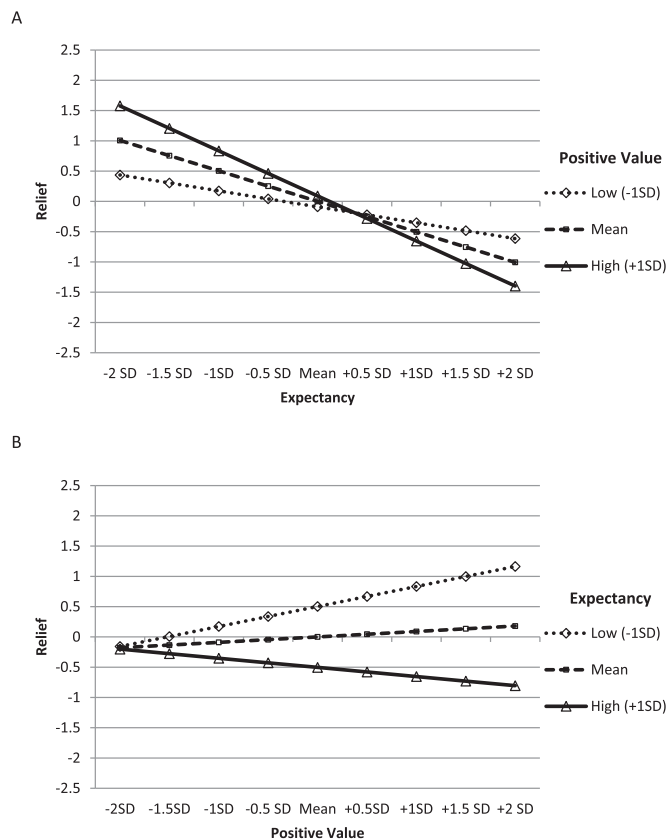 A
2.5
2
1.5
1
0.5
0
-0.5
-1
-1.5
-2
-2.5
Relief
-2 SD -1.5 SD -1SD -0.5 SD Mean +0.5 SD +1SD +1.5 SD +2 SD
Expectancy
Positive Value
Low (-1SD)
Mean
High (+1SD)
B
2.5
2
1.5
1
0.5
0
-0.5
-1
-1.5
-2
-2.5
Relief
-2SD -1.5SD -1SD -0.5 SD Mean +0.5SD +1SD +1.5 SD +2 SD
Positive Value
Expectancy
Low (-1SD)
Mean
High (+1SD)